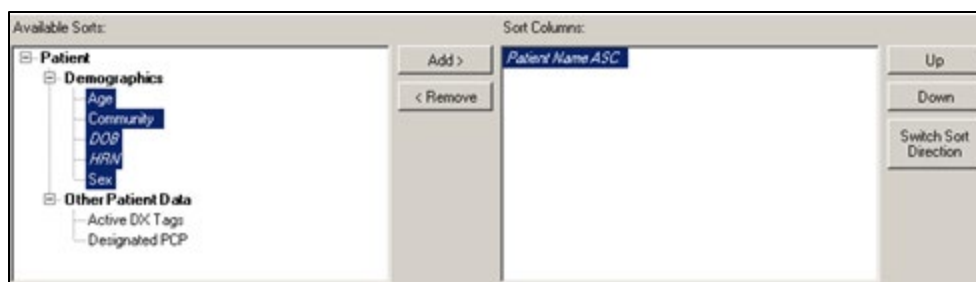 Available Sorts:
Patient
Demographics
Age
Community
DOB
HRN
Sex
Other Patient Data
Active DX Tags
Designated PCP
Add >
< Remove
Sort Columns:
Patient Name ASC
Up
Down
Switch Sort
Direction